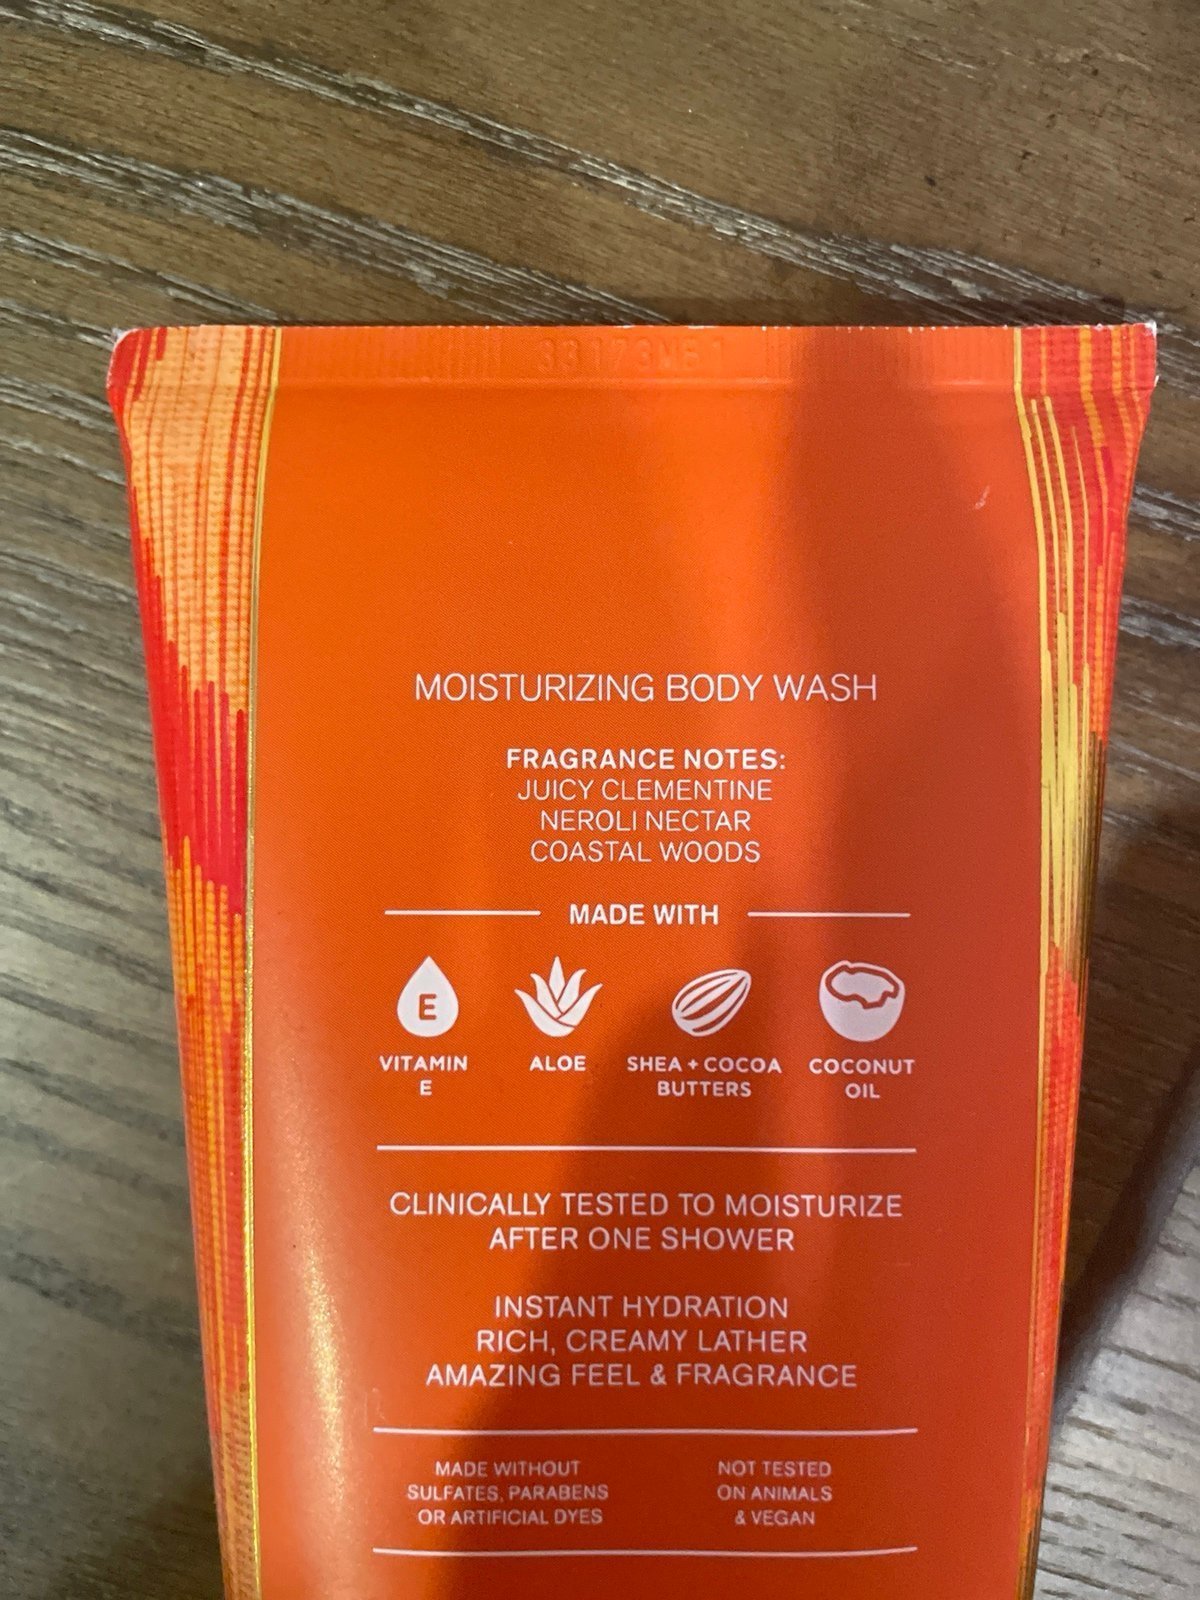 MOISTURIZING BODY WASH
FRAGRANCE NOTES:
JUICY CLEMENTINE
NEROLI NECTAR
COASTAL WOODS
MADE WITH
E
VITAMIN
E
ALOE
SHEA + COCOA
BUTTERS
COCONUT
OIL
CLINICALLY TESTED TO MOISTURIZE
AFTER ONE SHOWER
INSTANT HYDRATION
RICH, CREAMY LATHER
AMAZING FEEL & FRAGRANCE
MADE WITHOUT
SULFATES, PARABENS
OR ARTIFICIAL DYES
NOT TESTED
ON ANIMALS
& VEGAN